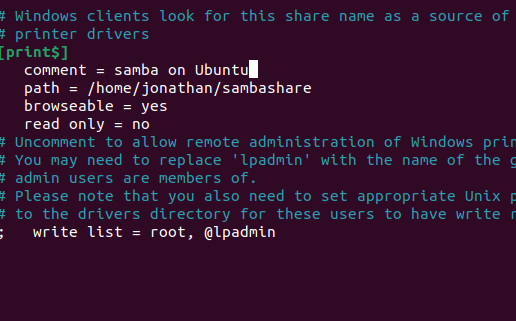 # Windows clients look for this share name as a source of
# printer drivers
[print$]
comment = samba on Ubuntu
path = /home/jonathan/sambashare
browseable = yes
read only = no
# Uncomment to allow remote administration of Windows prin
# You may need to replace 'lpadmin' with the name of the g
# admin users are members of.
# Please note that you also need to set appropriate Unix p
# to the drivers directory for these users to have write r
; write list = root, @lpadmin